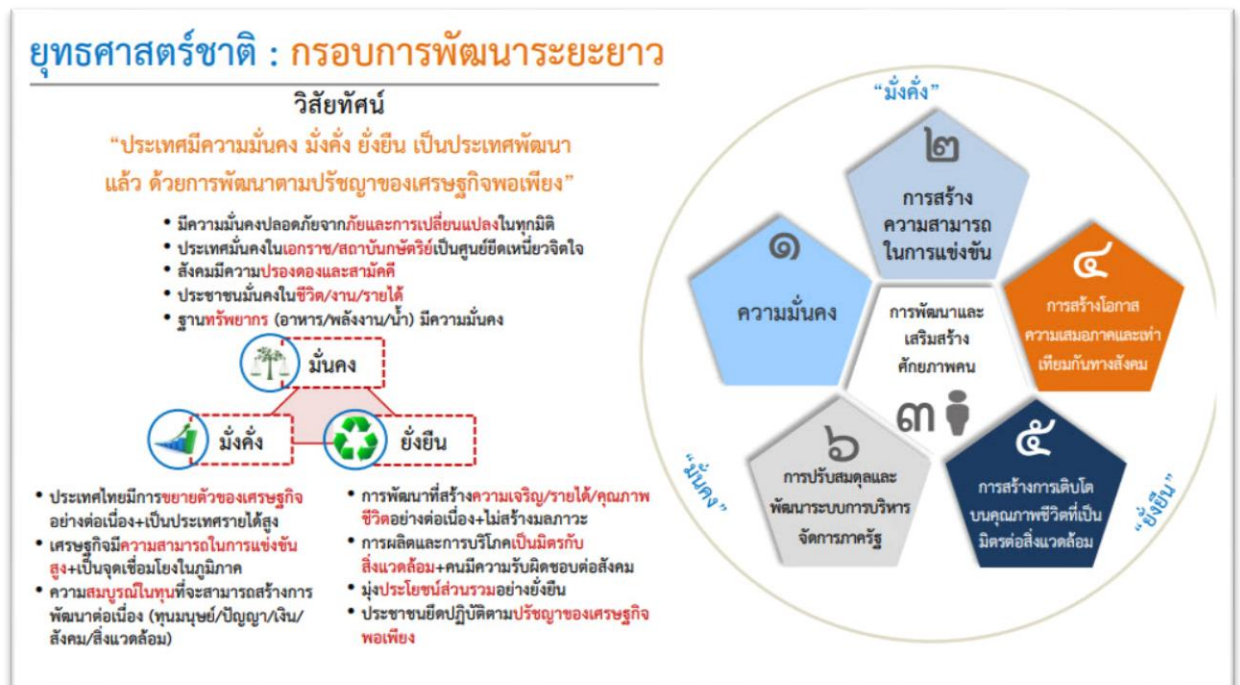 ยุทธศาสตร์ชาติ : กรอบการพัฒนาระยะยาว
วิสัยทัศน์
“ประเทศมีความมั่นคง มั่งคั่ง ยั่งยืน เป็นประเทศพัฒนา
แล้ว ด้วยการพัฒนาตามปรัชญาของเศรษฐกิจพอเพียง”
• มีความมั่นคงปลอดภัยจากภัยและการเปลี่ยนแปลงในทุกมิติ
• ประเทศมั่นคงในเอกราช/สถาบันกษัตริย์เป็นศูนย์ยึดเหนี่ยวจิตใจ
• สังคมมีความปรองดองและสามัคคี
• ประชาชนมั่นคงในชีวิต/งาน/รายได้
• ฐานทรัพยากร (อาหาร/พลังงาน/น้ำ) มีความมั่นคง
มั่นคง
มั่งคั่ง
ยั่งยืน
• ประเทศไทยมีการขยายตัวของเศรษฐกิจ
อย่างต่อเนื่อง+เป็นประเทศรายได้สูง
• เศรษฐกิจมีความสามารถในการแข่งขัน
สูง+เป็นจุดเชื่อมโยงในภูมิภาค
• ความสมบูรณ์ในทุนที่จะสามารถสร้างการ
พัฒนาต่อเนื่อง (ทุนมนุษย์/ปัญญา/เงิน/
สังคม/สิ่งแวดล้อม)
• การพัฒนาที่สร้างความเจริญ/รายได้/คุณภาพ
ชีวิตอย่างต่อเนื่อง+ไม่สร้างมลภาวะ
• การผลิตและการบริโภคเป็นมิตรกับ
สิ่งแวดล้อม+คนมีความรับผิดชอบต่อสังคม
• มุ่งประโยชน์ส่วนรวมอย่างยั่งยืน
• ประชาชนยึดปฏิบัติตามปรัชญาของเศรษฐกิจ
พอเพียง
“มั่งคั่ง”
๒
การสร้าง
ความสามารถ
ในการแข่งขัน
๑
ความมั่นคง
๔
การสร้างโอกาส
ความเสมอภาคและเท่า
เทียมกันทางสังคม
การพัฒนาและ
เสริมสร้าง
ศักยภาพคน
๓
๖
การปรับสมดุลและ
พัฒนาระบบการบริหาร
จัดการภาครัฐ
๕
การสร้างการเติบโต
บนคุณภาพชีวิตที่เป็น
มิตรต่อสิ่งแวดล้อม
“มั่นคง”
“ยั่งยืน”